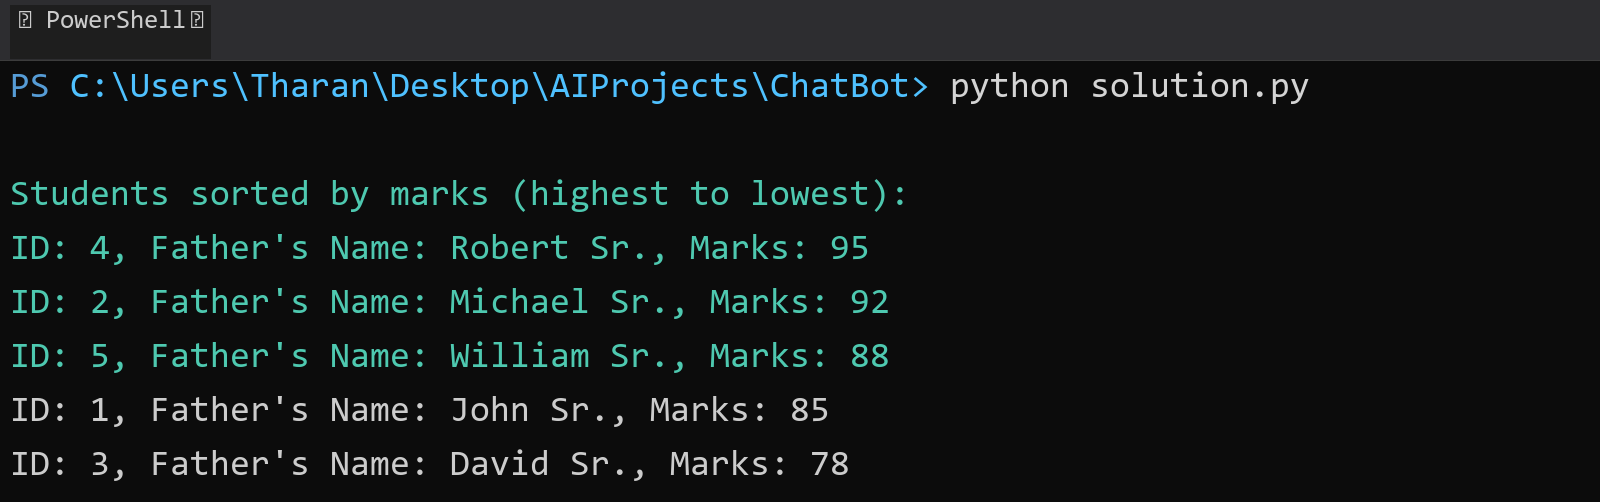 PowerShell
PS C:\Users\Tharan\Desktop\AIProjects\ChatBot> python solution.py
Students sorted by marks (highest to lowest):
ID: 4, Father's Name: Robert Sr., Marks: 95
ID: 2, Father's Name: Michael Sr., Marks: 92
ID: 5, Father's Name: William Sr., Marks: 88
ID: 1, Father's Name: John Sr., Marks: 85
ID: 3, Father's Name: David Sr., Marks: 78